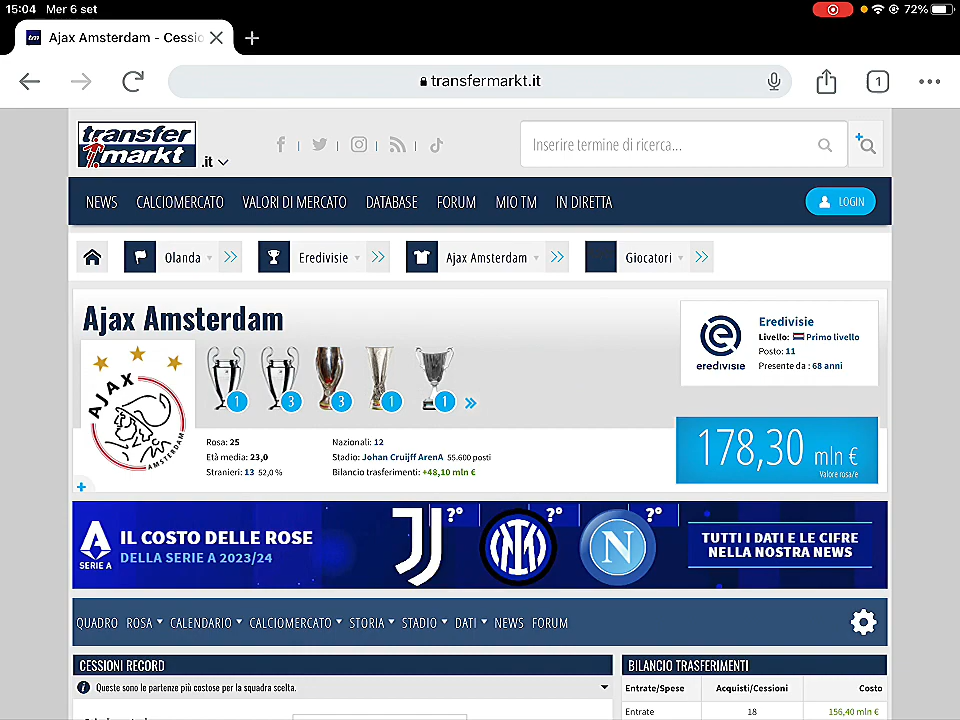 15:04 Mer 6 set 72%
tm Ajax Amsterdam - Cessio
transfermarkt.it 1
transfer
markt .it
Inserire termine di ricerca...
NEWS CALCIOMERCATO VALORI DI MERCATO DATABASE FORUM MIO TM IN DIRETTA LOGIN
Olanda Eredivisie Ajax Amsterdam Giocatori
Ajax Amsterdam
AJAX
AMSTERDAM
1 3 3 1 1
eredivisie
Eredivisie
Livello: Primo livello
Posto: 11
Presente da : 68 anni
Rosa: 25
Età media: 23,0
Stranieri: 13 52,0 %
Nazionali: 12
Stadio: Johan Cruijff ArenA 55.600 posti
Bilancio trasferimenti: +48,10 mln €
178,30 mln €
Valore rosa/e
SERIE A
IL COSTO DELLE ROSE
DELLA SERIE A 2023/24
J ?° IM ?° N ?°
TUTTI I DATI E LE CIFRE
NELLA NOSTRA NEWS
QUADRO ROSA CALENDARIO CALCIOMERCATO STORIA STADIO DATI NEWS FORUM
CESSIONI RECORD
Queste sono le partenze più costose per la squadra scelta.
BILANCIO TRASFERIMENTI
Entrate/Spese Acquisti/Cessioni Costo
Entrate 18 156,40 mln €